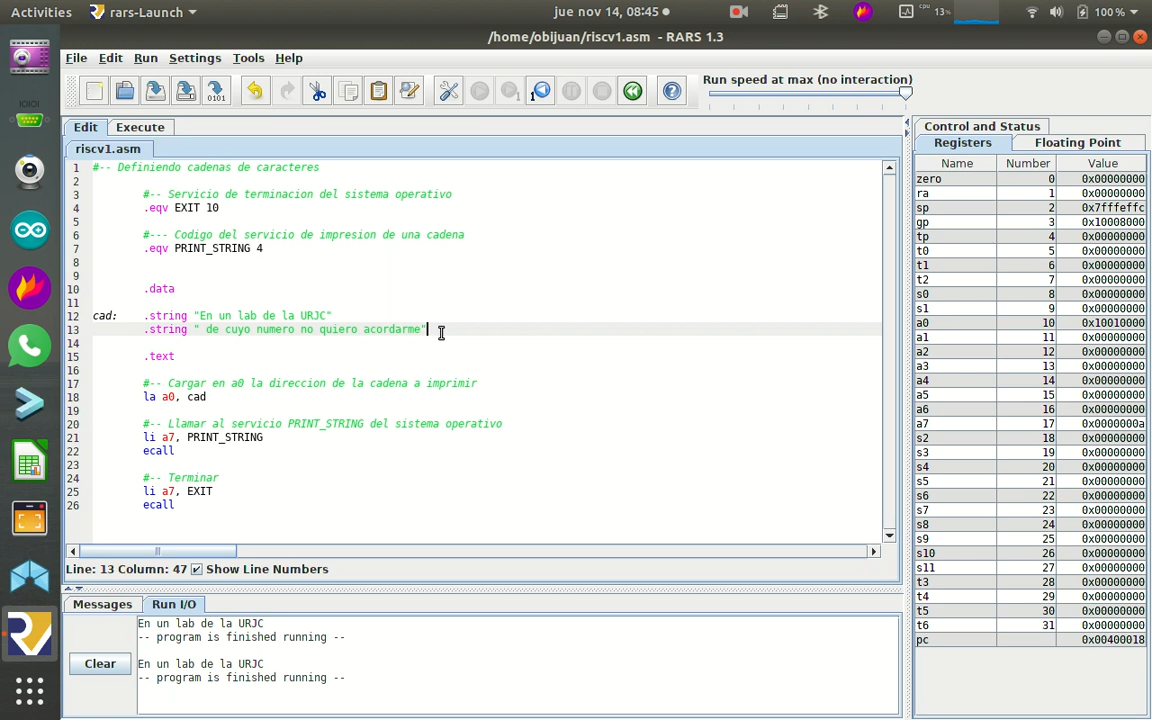 Activities rars-Launch jue nov 14, 08:45 cpu 13% 100%
/home/obijuan/riscv1.asm - RARS 1.3
File Edit Run Settings Tools Help
Run speed at max (no interaction)
Edit Execute
riscv1.asm
1 #-- Definiendo cadenas de caracteres
2
3 #-- Servicio de terminacion del sistema operativo
4 .eqv EXIT 10
5
6 #--- Codigo del servicio de impresion de una cadena
7 .eqv PRINT_STRING 4
8
9
10 .data
11
12 cad: .string "En un lab de la URJC"
13 .string " de cuyo numero no quiero acordarme"
14
15 .text
16
17 #-- Cargar en a0 la direccion de la cadena a imprimir
18 la a0, cad
19
20 #-- Llamar al servicio PRINT_STRING del sistema operativo
21 li a7, PRINT_STRING
22 ecall
23
24 #-- Terminar
25 li a7, EXIT
26 ecall
Line: 13 Column: 47 Show Line Numbers
Messages Run I/O
En un lab de la URJC
-- program is finished running --
En un lab de la URJC
-- program is finished running --
Clear
Control and Status
Registers Floating Point
Name Number Value
zero 0 0x00000000
ra 1 0x00000000
sp 2 0x7fffeffc
gp 3 0x10008000
tp 4 0x00000000
t0 5 0x00000000
t1 6 0x00000000
t2 7 0x00000000
s0 8 0x00000000
s1 9 0x00000000
a0 10 0x10010000
a1 11 0x00000000
a2 12 0x00000000
a3 13 0x00000000
a4 14 0x00000000
a5 15 0x00000000
a6 16 0x00000000
a7 17 0x0000000a
s2 18 0x00000000
s3 19 0x00000000
s4 20 0x00000000
s5 21 0x00000000
s6 22 0x00000000
s7 23 0x00000000
s8 24 0x00000000
s9 25 0x00000000
s10 26 0x00000000
s11 27 0x00000000
t3 28 0x00000000
t4 29 0x00000000
t5 30 0x00000000
t6 31 0x00000000
pc 0x00400018